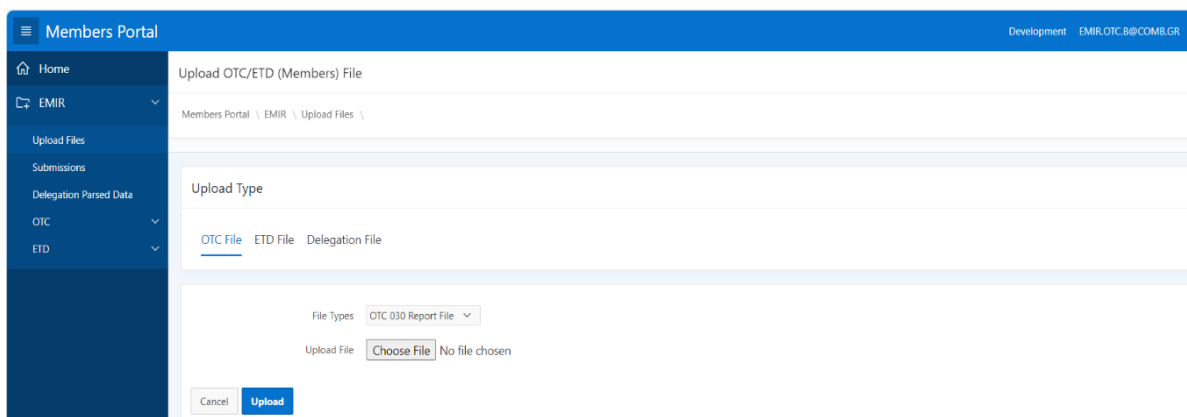 Members Portal
Development EMIR.OTC.B@COMB.GR
Home
EMIR
Upload Files
Submissions
Delegation Parsed Data
OTC
ETD
Upload OTC/ETD (Members) File
Members Portal \ EMIR \ Upload Files \
Upload Type
OTC File ETD File Delegation File
File Types OTC 030 Report File
Upload File Choose File No file chosen
Cancel Upload